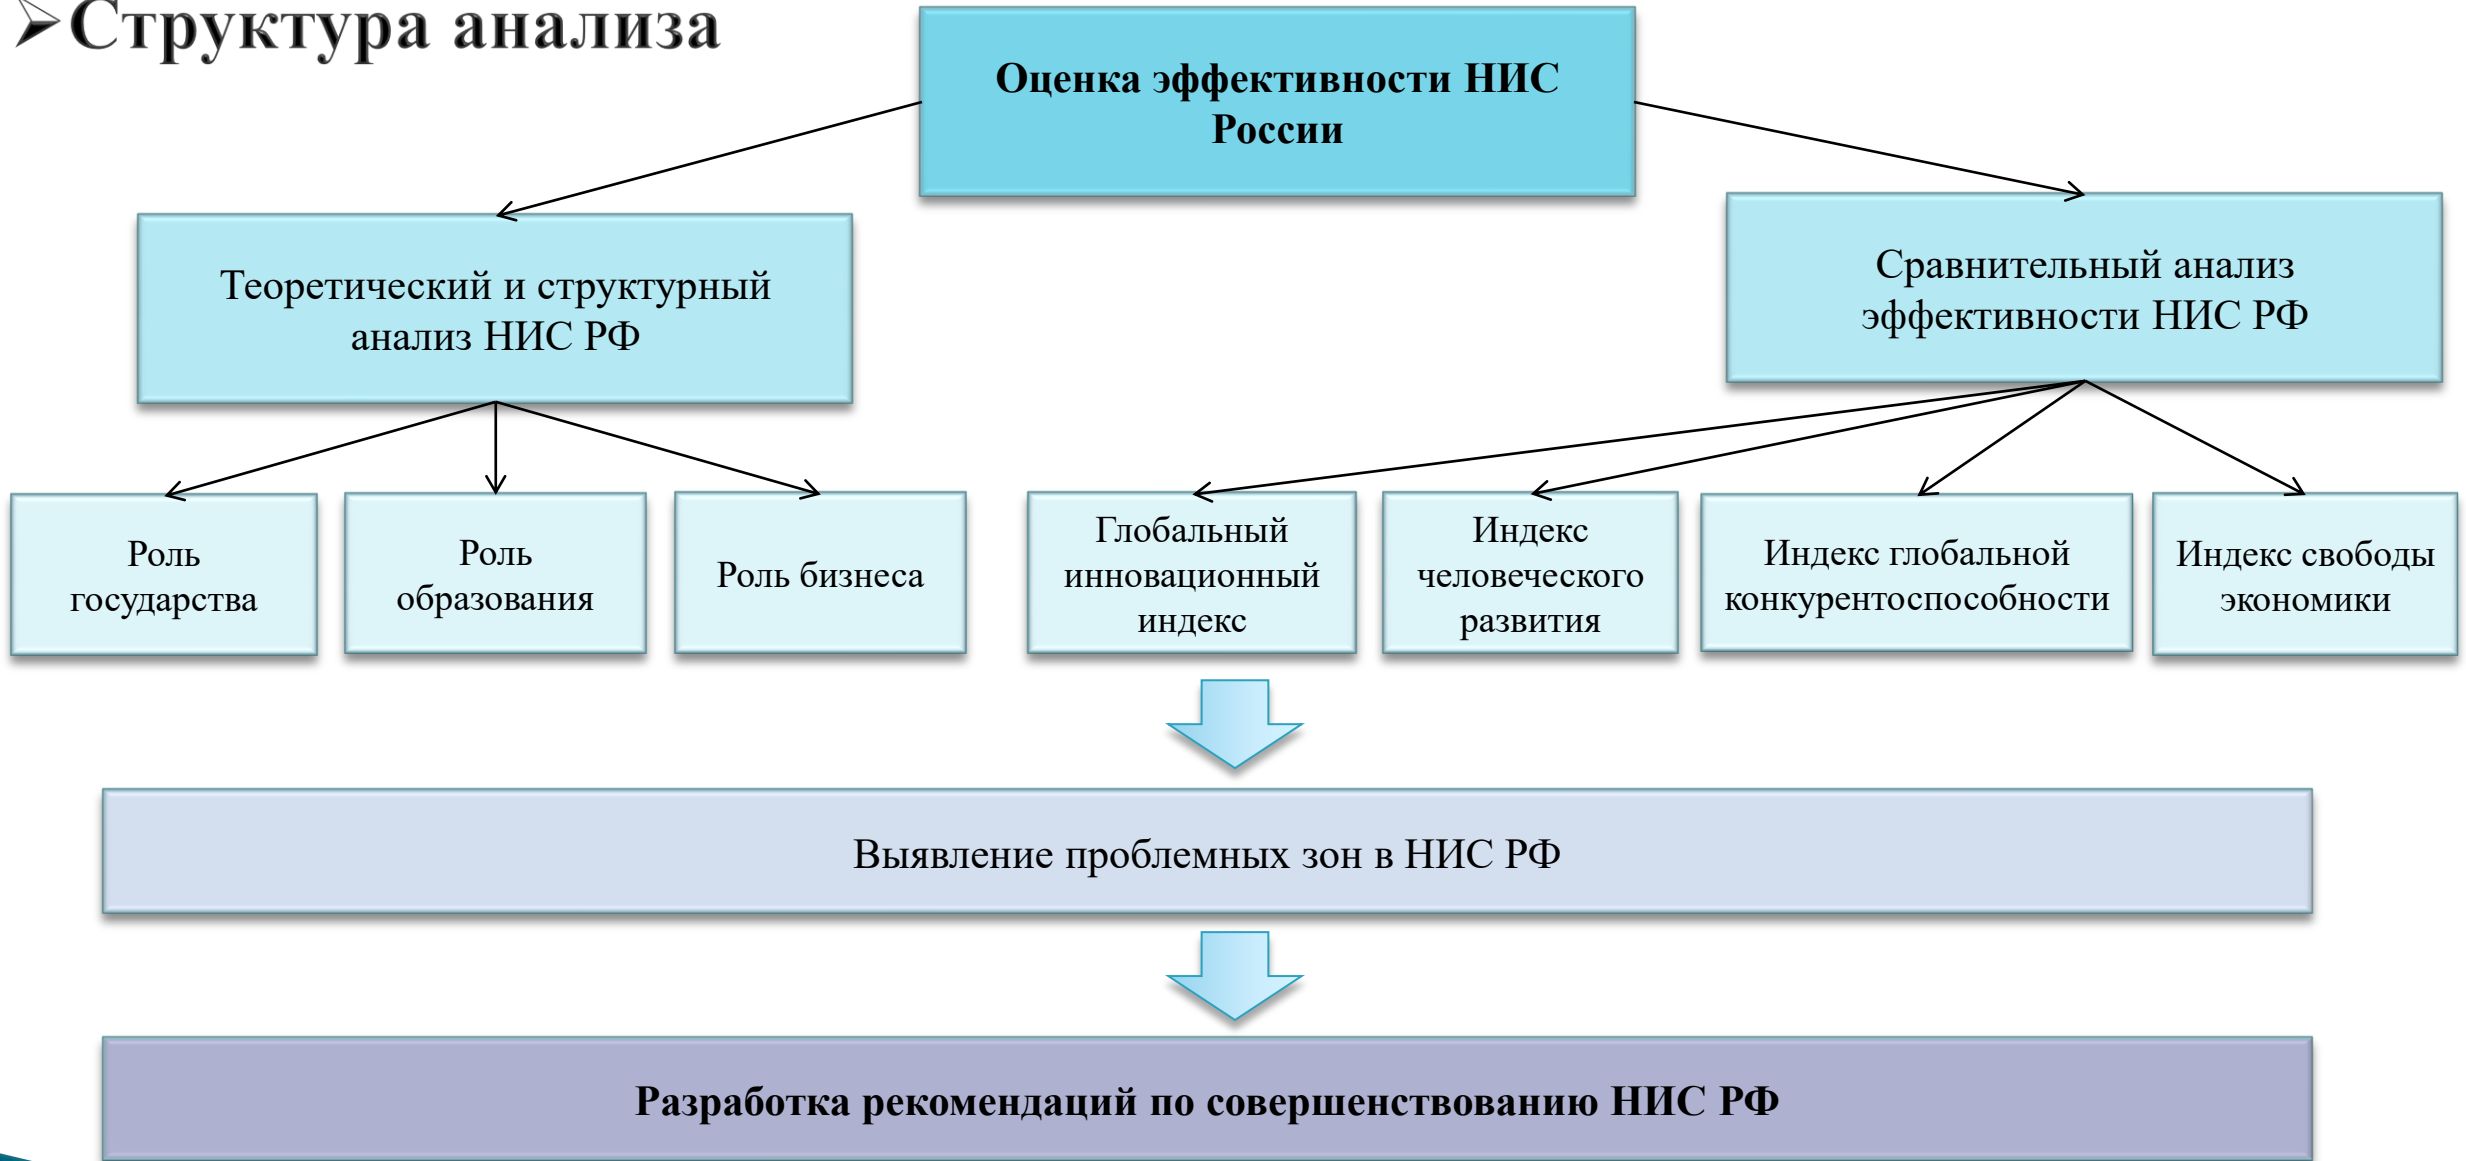 ➢Структура анализа
Оценка эффективности НИС
России
Теоретический и структурный
анализ НИС РФ
Сравнительный анализ
эффективности НИС РФ
Роль
государства
Роль
образования
Роль бизнеса
Глобальный
инновационный
индекс
Индекс
человеческого
развития
Индекс глобальной
конкурентоспособности
Индекс свободы
экономики
Выявление проблемных зон в НИС РФ
Разработка рекомендаций по совершенствованию НИС РФ